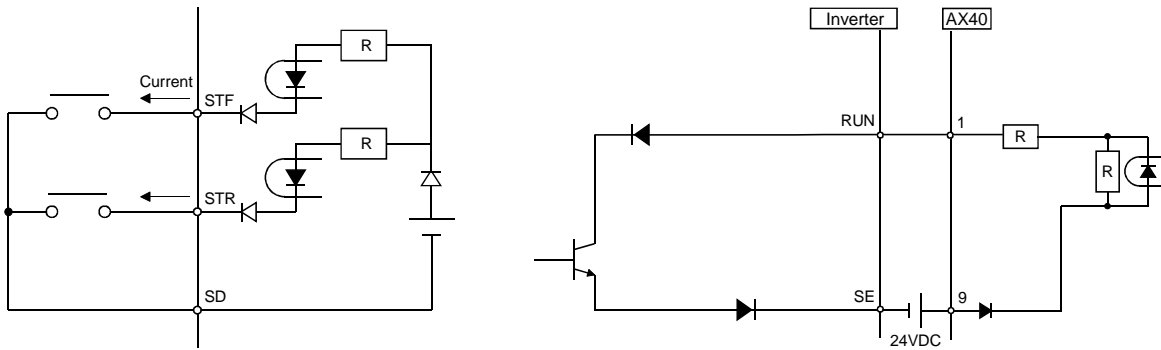 R
Current
STF
R
STR
SD
Inverter
AX40
RUN
1
R
R
SE
9
24VDC